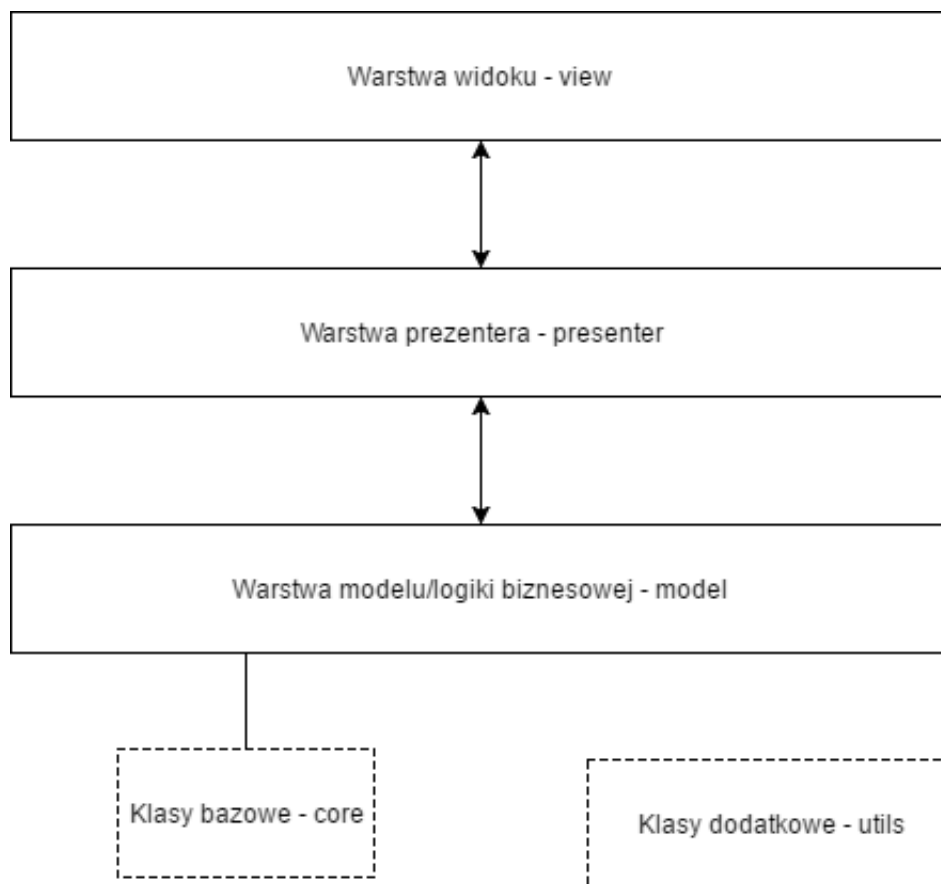 Warstwa widoku - view
Warstwa prezentera - presenter
Warstwa modelu/logiki biznesowej - model
Klasy bazowe - core
Klasy dodatkowe - utils